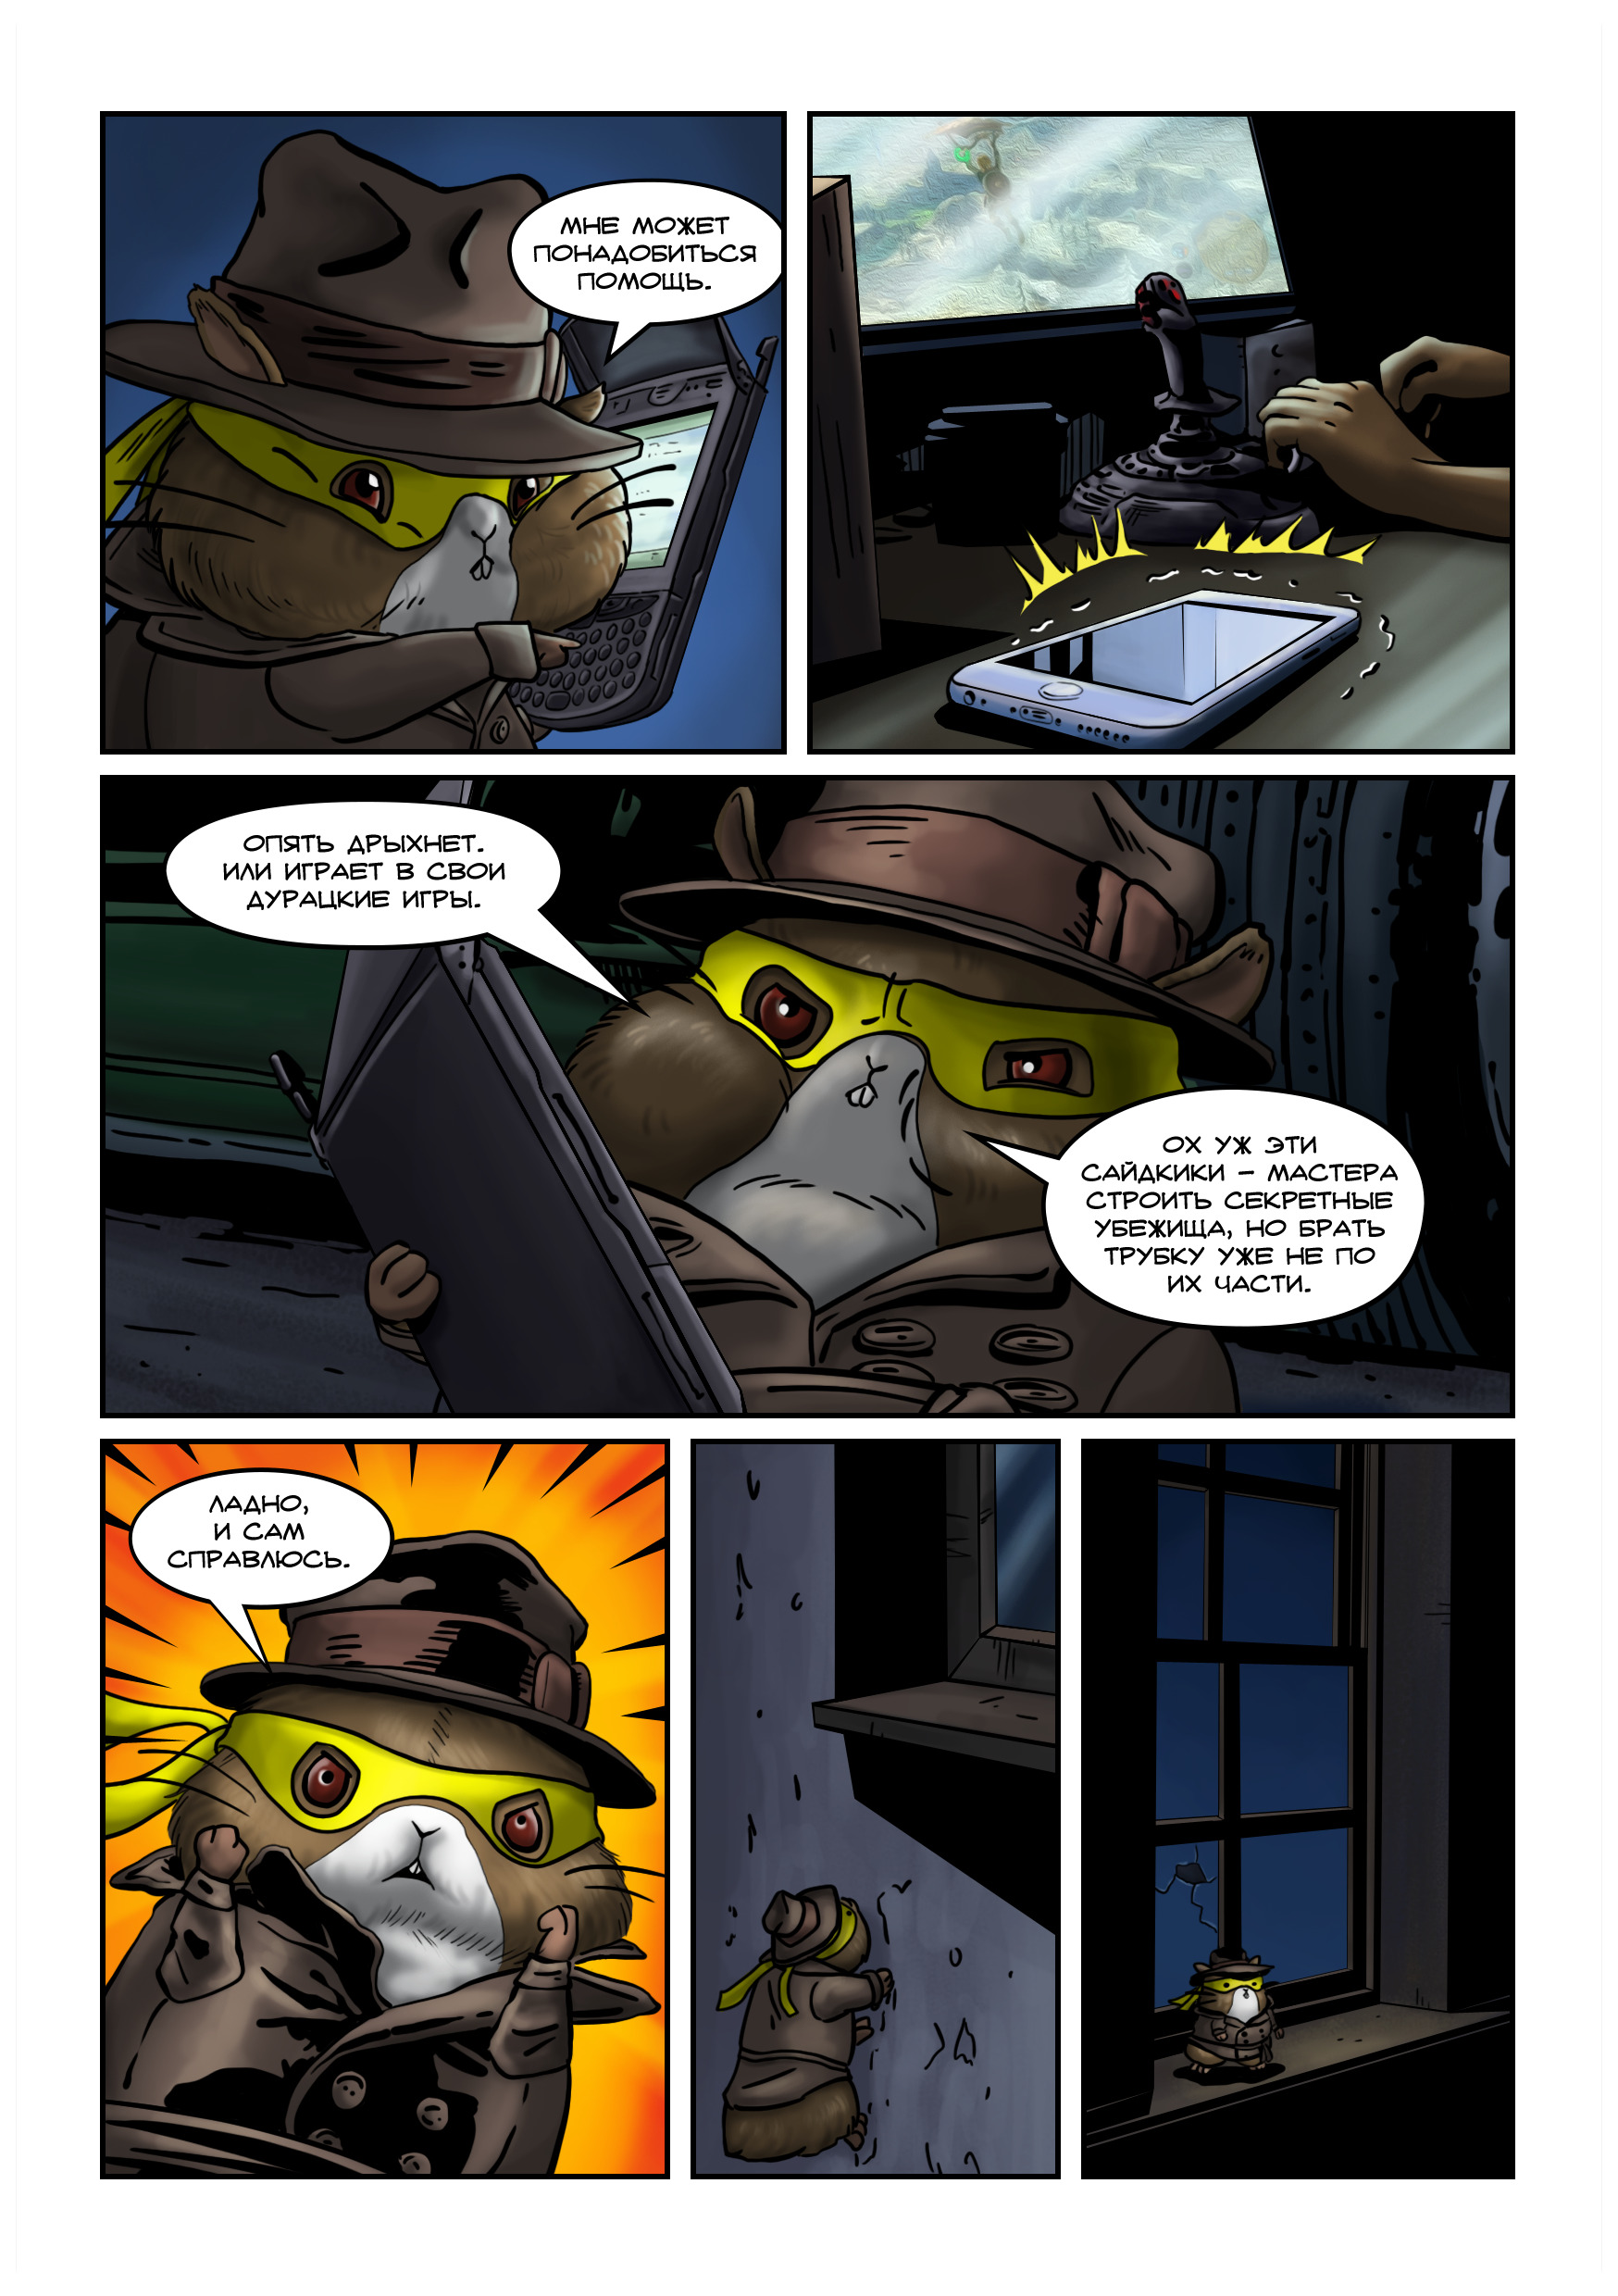 МНЕ МОЖЕТ
ПОНАДОБИТЬСЯ
ПОМОЩЬ.
ОПЯТЬ ДРЫХНЕТ.
ИЛИ ИГРАЕТ В СВОИ
ДУРАЦКИЕ ИГРЫ.
ОХ УЖ ЭТИ
САЙДКИКИ – МАСТЕРА
СТРОИТЬ СЕКРЕТНЫЕ
УБЕЖИЩА, НО БРАТЬ
ТРУБКУ УЖЕ НЕ ПО
ИХ ЧАСТИ.
ЛАДНО,
И САМ
СПРАВЛЮСЬ.